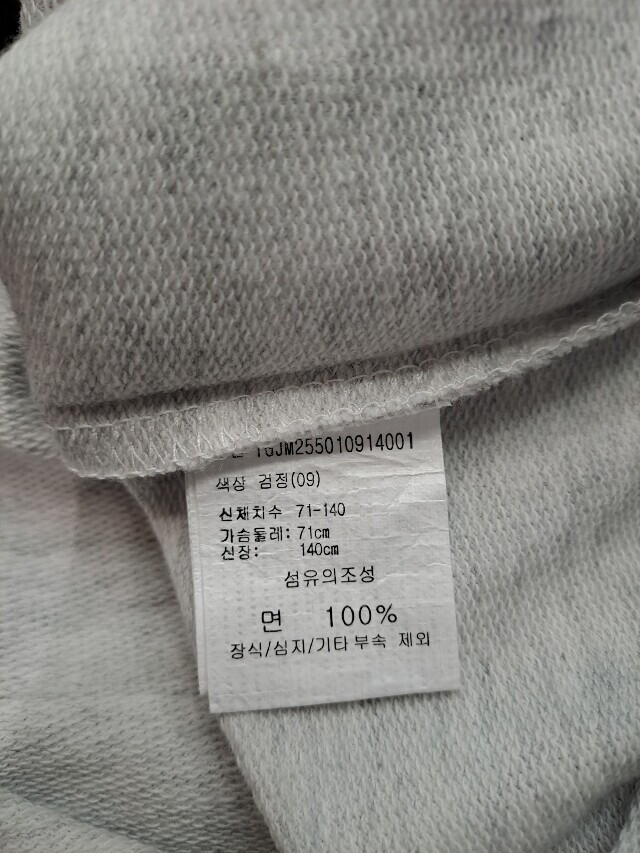 TGJM255010914001
색상 검정(09)
신체치수 71-140
가슴둘레: 71cm
신장: 140cm
섬유의조성
면 100%
장식/심지/기타 부속 제외